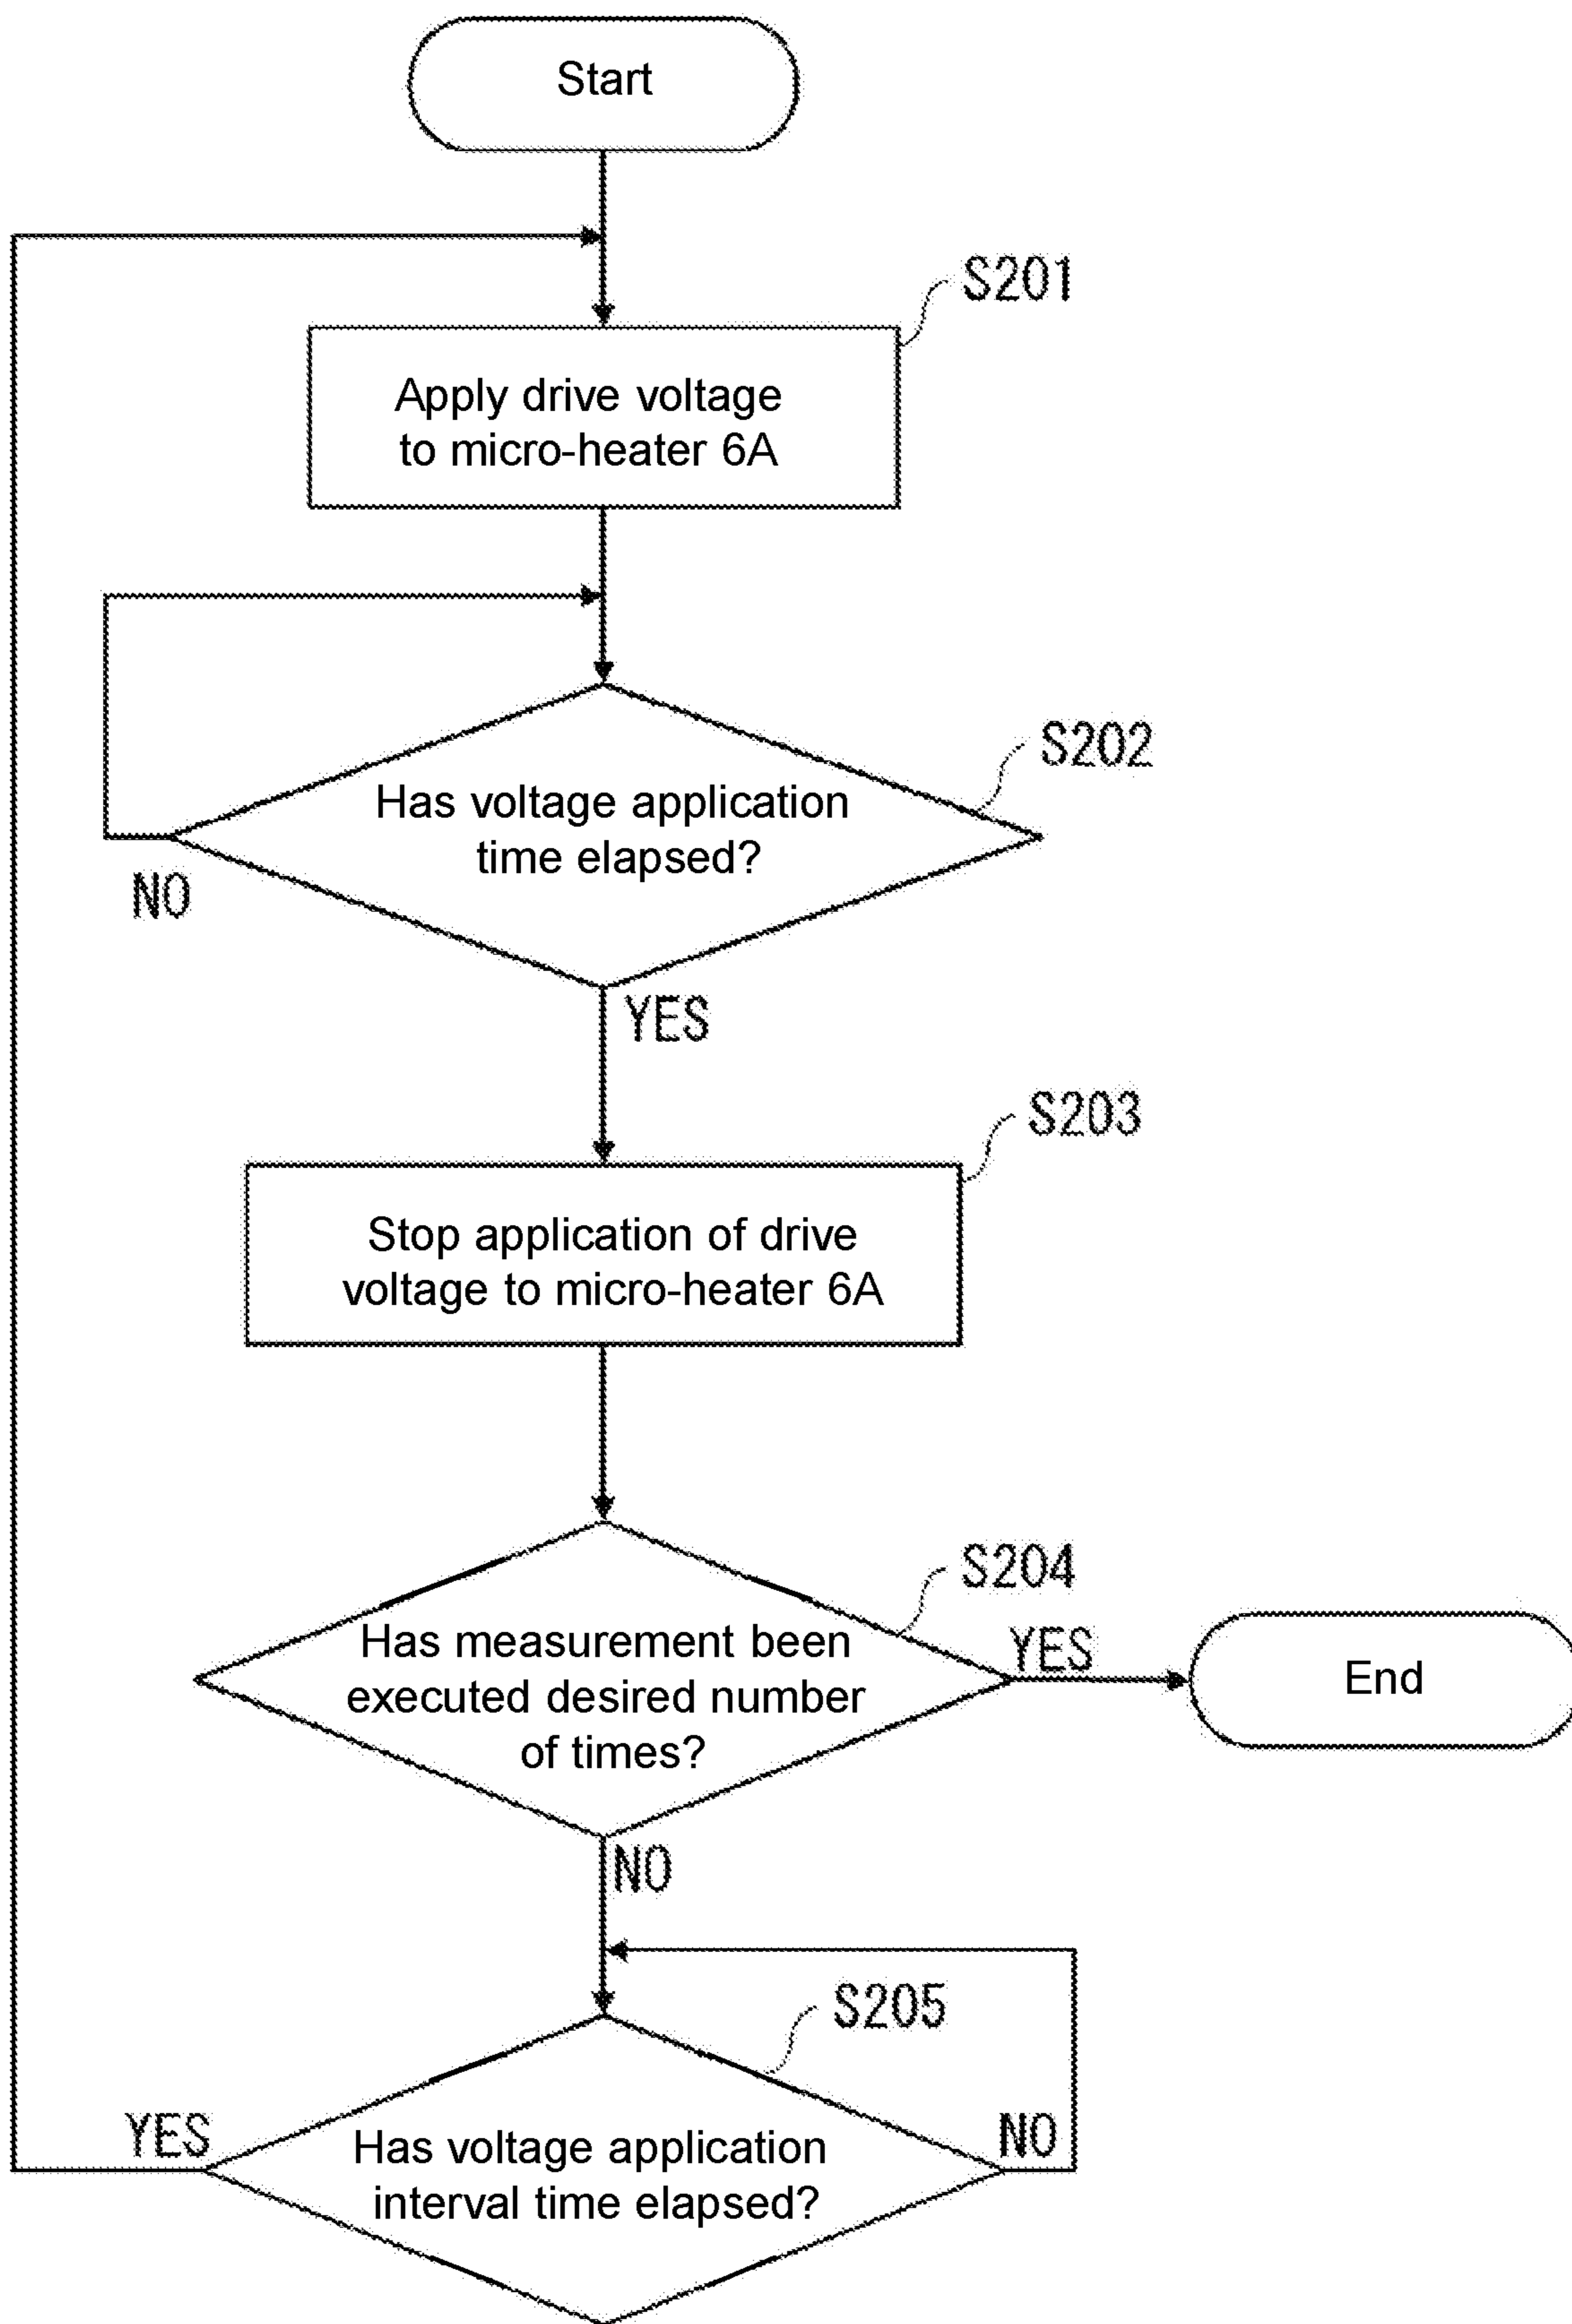 Start
S201
Apply drive voltage
to micro-heater 6A
S202
Has voltage application
time elapsed?
NO
YES
S203
Stop application of drive
voltage to micro-heater 6A
S204
Has measurement been
executed desired number
of times?
YES
End
NO
S205
YES
Has voltage application
interval time elapsed?
NO